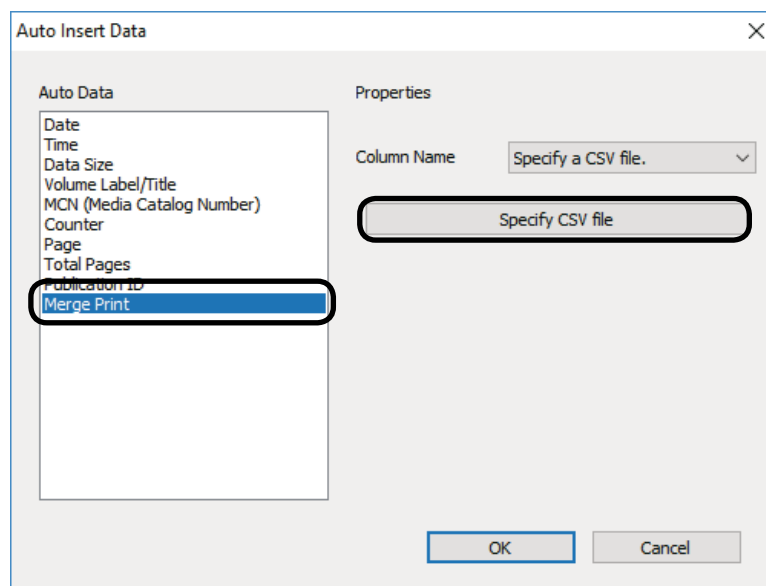 Auto Insert Data
Auto Data
Date
Time
Data Size
Volume Label/Title
MCN (Media Catalog Number)
Counter
Page
Total Pages
Publication ID
Merge Print
Properties
Column Name Specify a CSV file.
Specify CSV file
OK Cancel